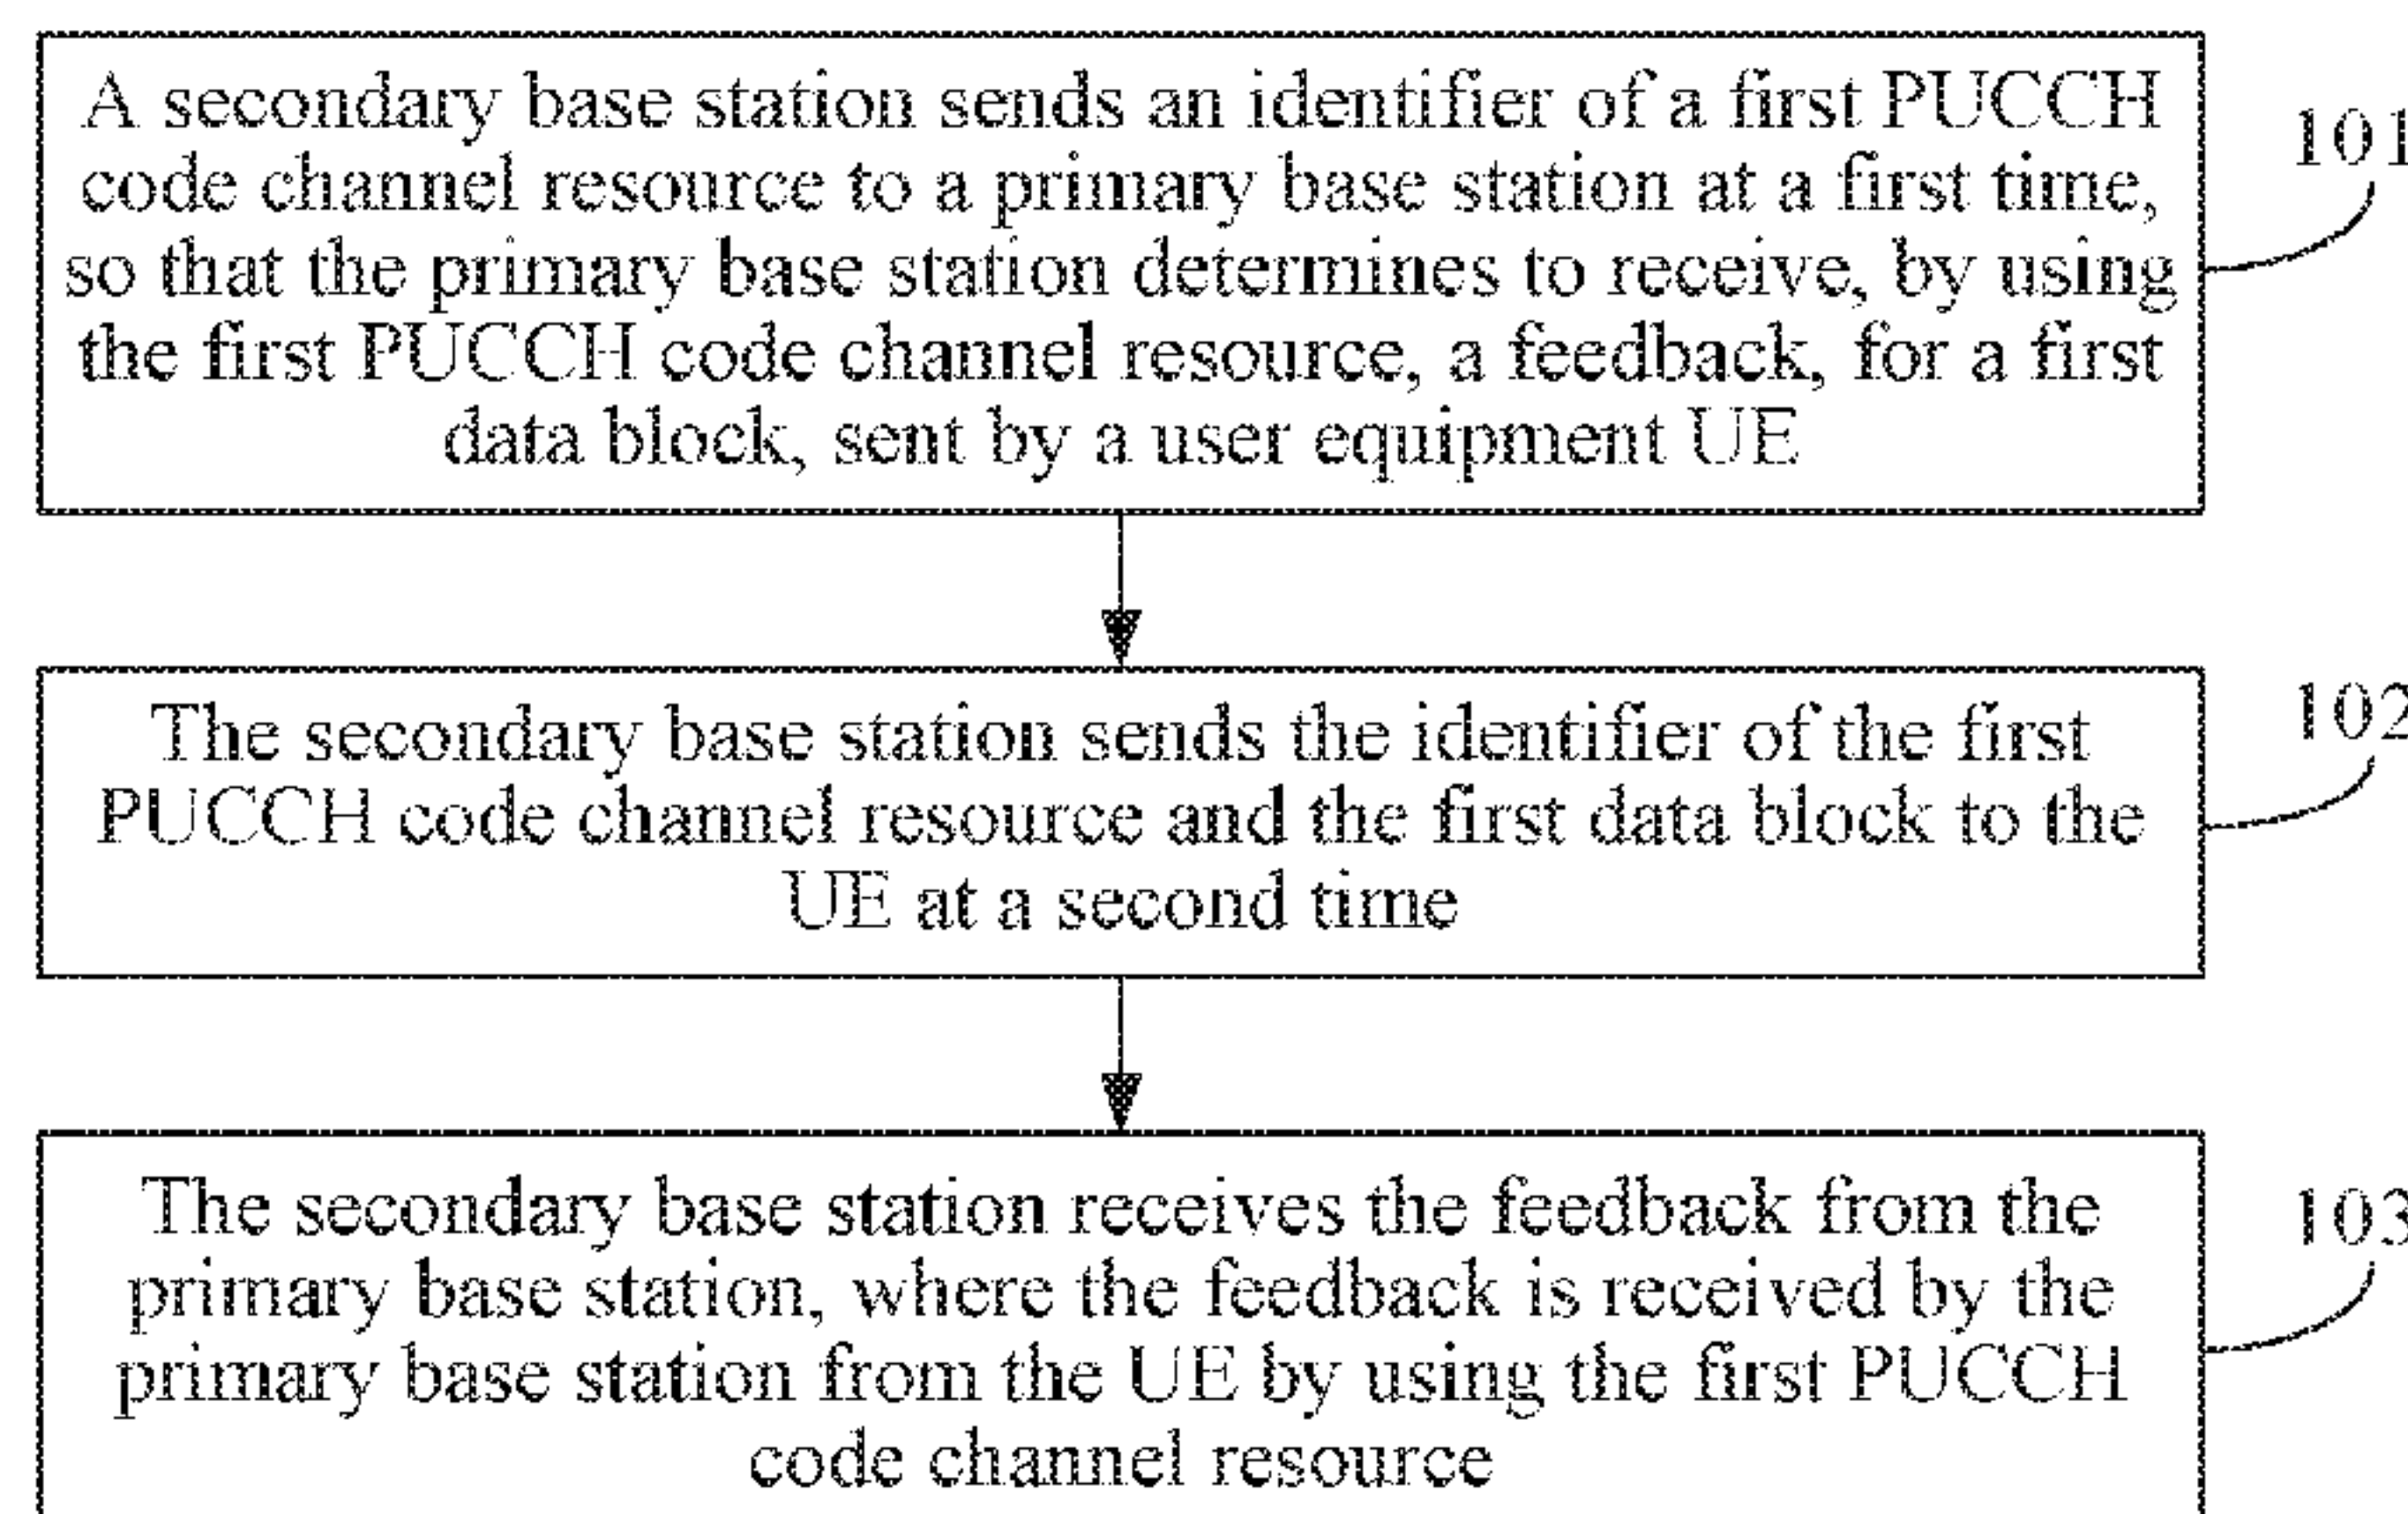 A secondary base station sends an identifier of a first PUCCH
code channel resource to a primary base station at a first time,
so that the primary base station determines to receive, by using
the first PUCCH code channel resource, a feedback, for a first
data block, sent by a user equipment UE
101
The secondary base station sends the identifier of the first
PUCCH code channel resource and the first data block to the
UE at a second time
102
The secondary base station receives the feedback from the
primary base station, where the feedback is received by the
primary base station from the UE by using the first PUCCH
code channel resource
103